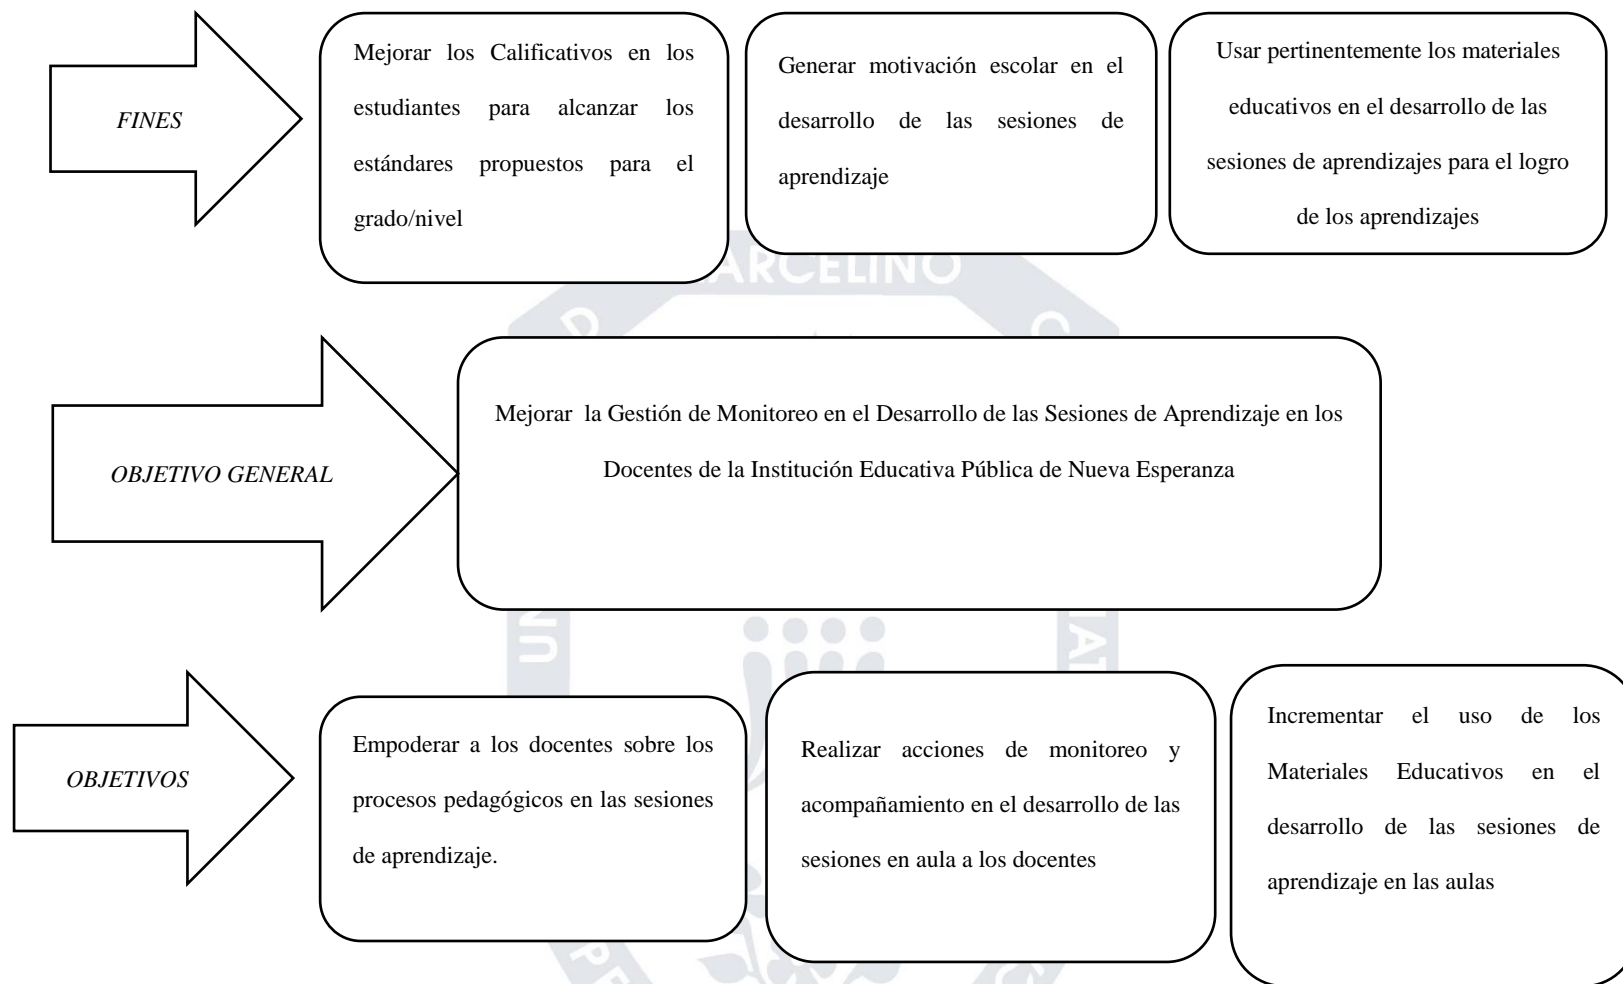 FINES
Mejorar los Calificativos en los
estudiantes para alcanzar los
estándares propuestos para el
grado/nivel
Generar motivación escolar en el
desarrollo de las sesiones de
aprendizaje
Usar pertinentemente los materiales
educativos en el desarrollo de las
sesiones de aprendizajes para el logro
de los aprendizajes
ARCELINO
OBJETIVO GENERAL
Mejorar la Gestión de Monitoreo en el Desarrollo de las Sesiones de Aprendizaje en los
Docentes de la Institución Educativa Pública de Nueva Esperanza
OBJETIVOS
Empoderar a los docentes sobre los
procesos pedagógicos en las sesiones
de aprendizaje.
Realizar acciones de monitoreo y
acompañamiento en el desarrollo de las
sesiones en aula a los docentes
Incrementar el uso de los
Materiales Educativos en el
desarrollo de las sesiones de
aprendizaje en las aulas